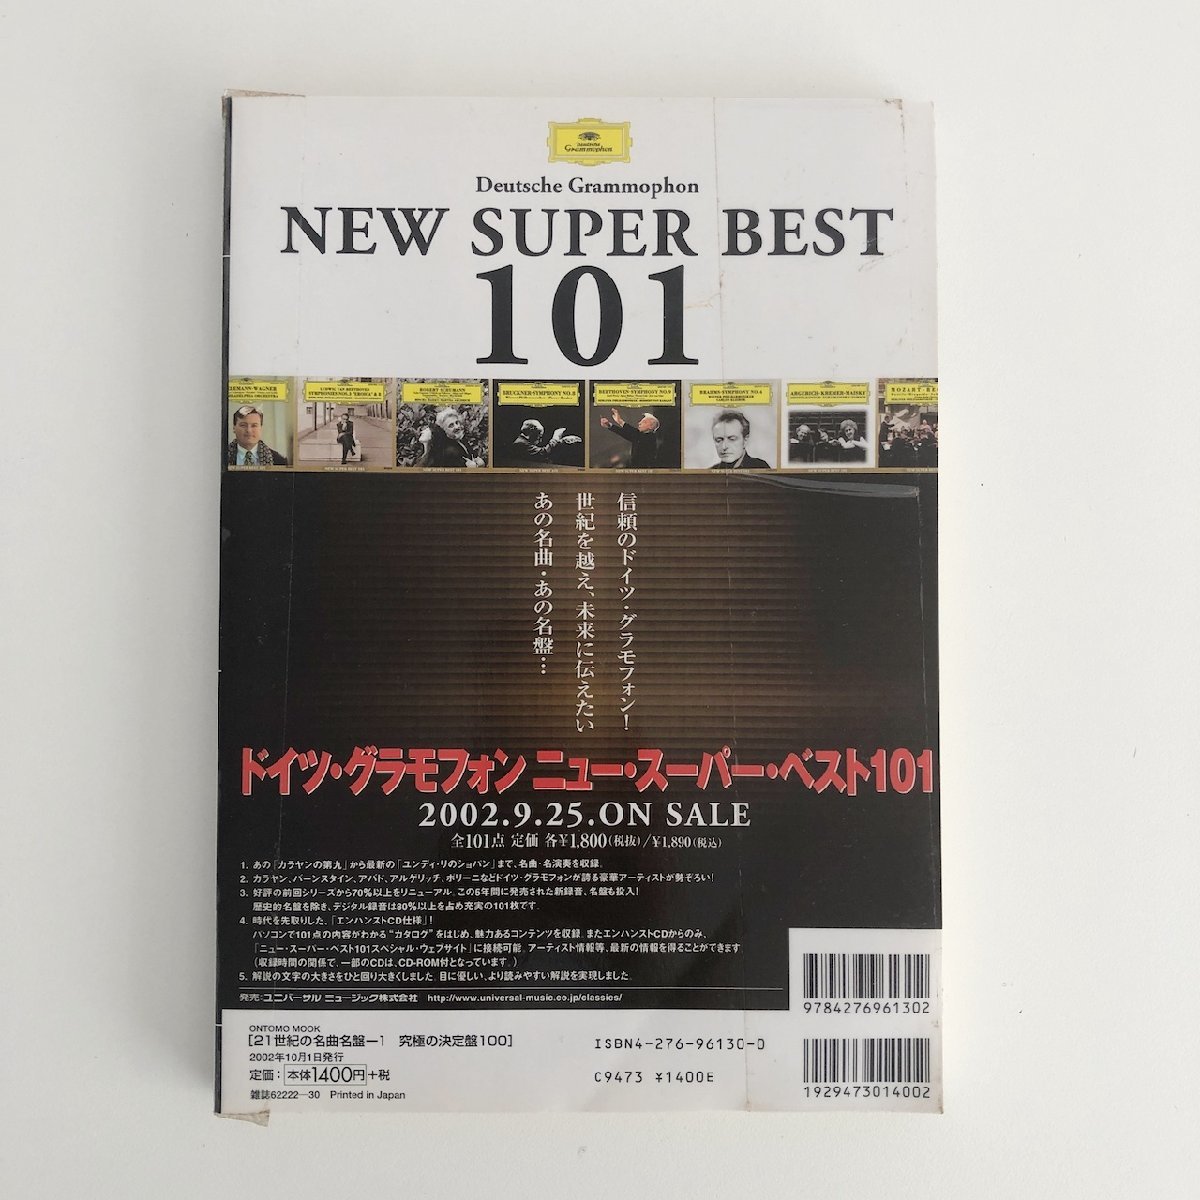 Deutsche
Grammophon
Deutsche Grammophon
NEW SUPER BEST
101
ROBERT SCHUMANN
BRUCKNER·SYMPHONY NO.8
BEETHOVEN·SYMPHONY NO.9
BRAHMS·SYMPHONY NO.4
ARGERICH·KREMER·MAISKY
信頼のドイツ・グラモフォン!
世紀を越え、未来に伝えたい
あの名曲・あの名盤…
ドイツ・グラモフォン ニュー・スーパー・ベスト101
2002.9.25.ON SALE
全101点 定価 各¥1,800(税抜)/¥1,890(税込)
1. あの「カラヤンの第九」から最新の「ユンディ・リのショパン」まで、名曲・名演奏を収録。
2. カラヤン、バーンスタイン、アバド、アルゲリッチ、ポリーニなどドイツ・グラモフォンが誇る豪華アーティストが勢ぞろい!
3. 好評の前回シリーズから70%以上をリニューアル。この5年間に発売された新録音、名盤も投入!
歴史的名盤を除き、デジタル録音は80%以上を占め充実の101枚です。
4. 時代を先取りした、「エンハンストCD仕様」!
パソコンで101点の内容がわかる“カタログ”をはじめ、魅力あるコンテンツを収録。またエンハンストCDからのみ、
「ニュー・スーパー・ベスト101スペシャル・ウェブサイト」に接続可能。アーティスト情報等、最新の情報を得ることができます
(収録時間の関係で、一部のCDは、CD-ROM付となっています。)
5. 解説の文字の大きさをひと回り大きくしました。目に優しい、より読みやすい解説を実現しました。
発売:ユニバーサル ミュージック株式会社 http://www.universal-music.co.jp/classics/
9784276961302
ONTOMO MOOK
[21世紀の名曲名盤—1 究極の決定盤100]
2002年10月1日発行
定価:本体1400円+税
雑誌62222—30 Printed in Japan
ISBN4-276-96130-0
C9473 ¥1400E
1929473014002